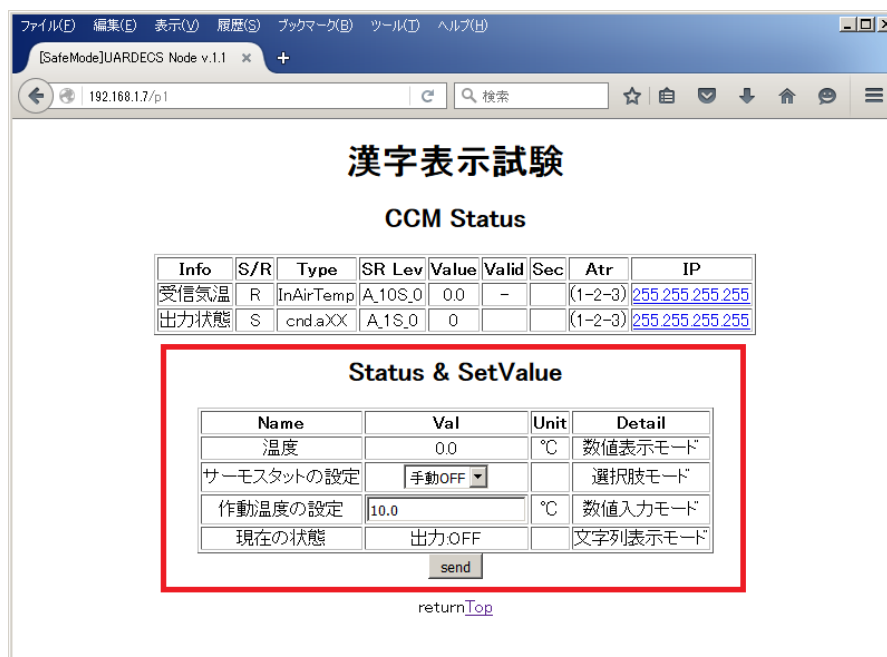 ファイル(F) 編集(E) 表示(V) 履歴(S) ブックマーク(B) ツール(T) ヘルプ(H)
[SafeMode]UARDECS Node v.1.1
192.168.1.7/p1 検索
漢字表示試験
CCM Status
Info S/R Type SR Lev Value Valid Sec Atr IP
受信気温 R InAirTemp A_10S_0 0.0 － (1-2-3) 255.255.255.255
出力状態 S cnd.aXX A_1S_0 0 (1-2-3) 255.255.255.255
Status & SetValue
Name Val Unit Detail
温度 0.0 ℃ 数値表示モード
サーモスタットの設定 手動OFF 選択肢モード
作動温度の設定 10.0 ℃ 数値入力モード
現在の状態 出力:OFF 文字列表示モード
send
returnTop